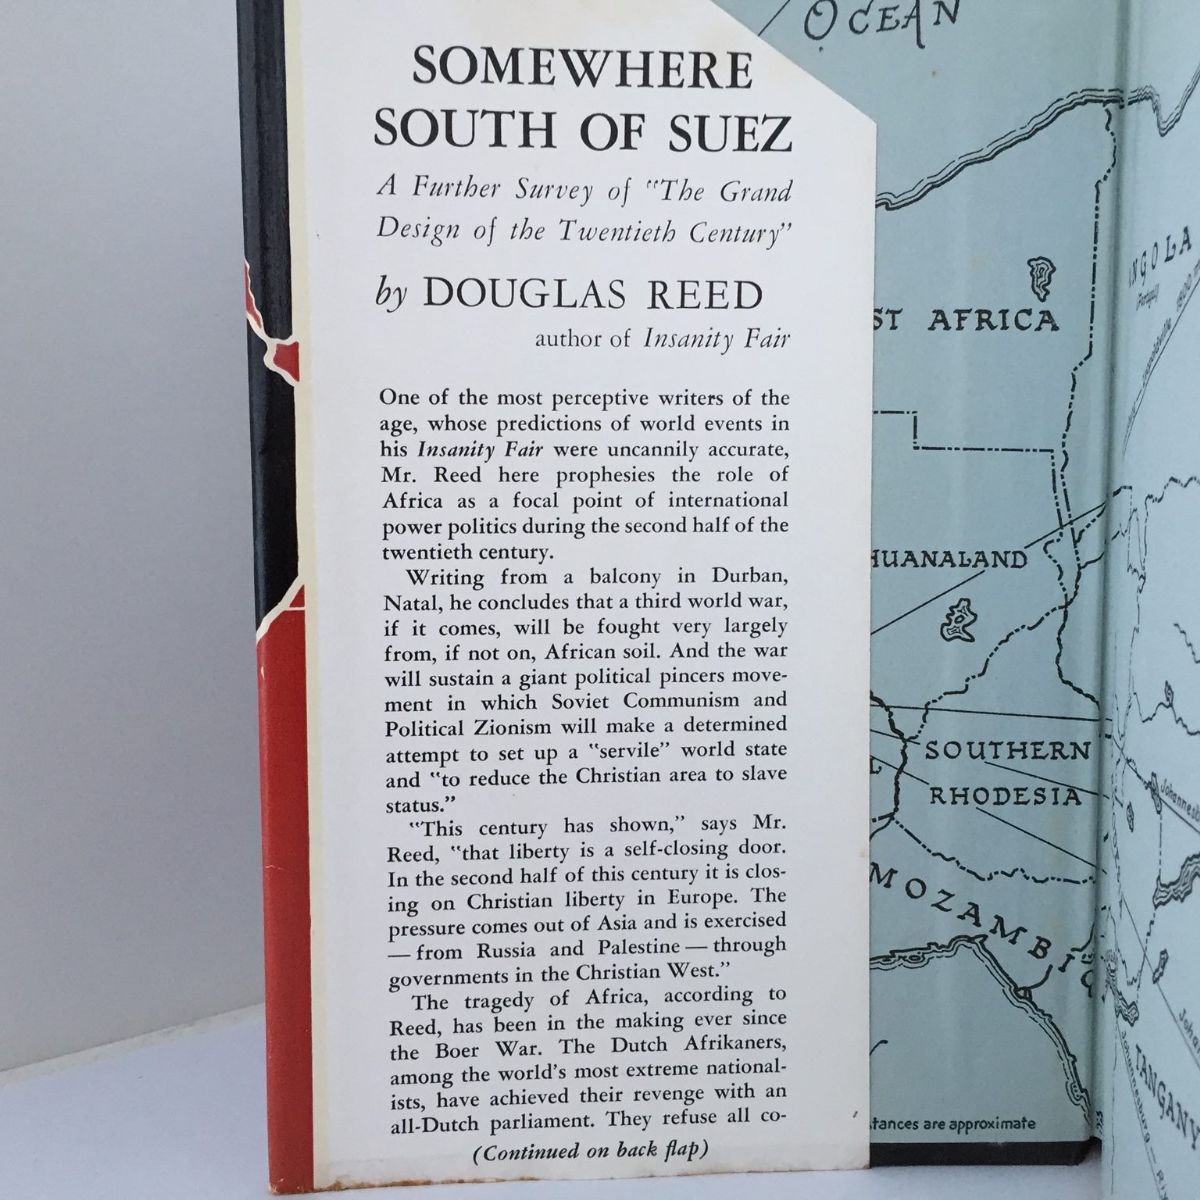 SOMEWHERE
SOUTH OF SUEZ
A Further Survey of "The Grand
Design of the Twentieth Century"
by DOUGLAS REED
author of Insanity Fair
One of the most perceptive writers of the
age, whose predictions of world events in
his Insanity Fair were uncannily accurate,
Mr. Reed here prophesies the role of
Africa as a focal point of international
power politics during the second half of the
twentieth century.
Writing from a balcony in Durban,
Natal, he concludes that a third world war,
if it comes, will be fought very largely
from, if not on, African soil. And the war
will sustain a giant political pincers move-
ment in which Soviet Communism and
Political Zionism will make a determined
attempt to set up a "servile" world state
and "to reduce the Christian area to slave
status."
"This century has shown," says Mr.
Reed, "that liberty is a self-closing door.
In the second half of this century it is clos-
ing on Christian liberty in Europe. The
pressure comes out of Asia and is exercised
—from Russia and Palestine—through
governments in the Christian West."
The tragedy of Africa, according to
Reed, has been in the making ever since
the Boer War. The Dutch Afrikaners,
among the world's most extreme national-
ists, have achieved their revenge with an
all-Dutch parliament. They refuse all co-
(Continued on back flap)
OCEAN
ST AFRICA
HUANALAND
SOUTHERN
RHODESIA
MOZAMBI
tances are approximate
NGOLA
TANGANY